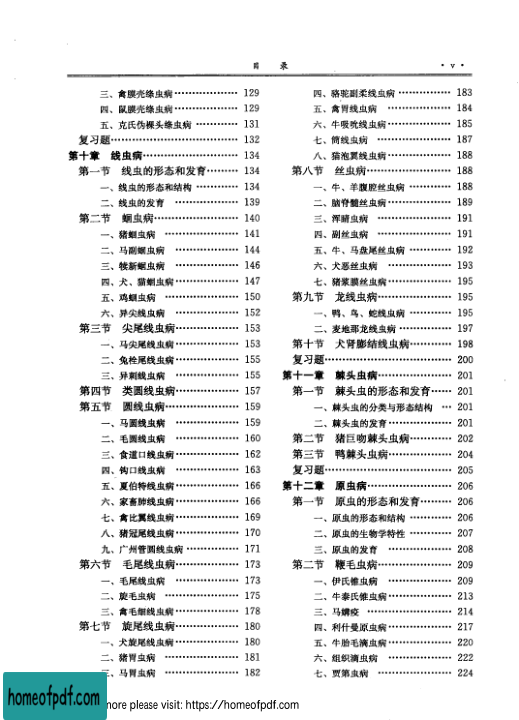 目 录 · v ·
三、禽膜壳绦虫病 ………………… 129
四、鼠膜壳绦虫病 ………………… 129
五、克氏伪裸头绦虫病 …………… 131
复习题 …………………………………… 132
第十章 线虫病 ………………………… 134
第一节 线虫的形态和发育 ……… 134
一、线虫的形态和结构 ………… 134
二、线虫的发育 ………………… 139
第二节 蛔虫病 …………………… 140
一、猪蛔虫病 …………………… 141
二、马副蛔虫病 ………………… 144
三、犊新蛔虫病 ………………… 146
四、犬、猫蛔虫病 ……………… 147
五、鸡蛔虫病 …………………… 150
六、异尖线虫病 ………………… 152
第三节 尖尾线虫病 ……………… 153
一、马尖尾线虫病 ……………… 153
二、兔栓尾线虫病 ……………… 155
三、异刺线虫病 ………………… 155
第四节 类圆线虫病 ……………… 157
第五节 圆线虫病 ………………… 159
一、马圆线虫病 ………………… 159
二、毛圆线虫病 ………………… 160
三、食道口线虫病 ……………… 162
四、钩口线虫病 ………………… 163
五、夏伯特线虫病 ……………… 166
六、家畜肺线虫病 ……………… 166
七、禽比翼线虫病 ……………… 169
八、猪冠尾线虫病 ……………… 170
九、广州管圆线虫病 …………… 171
第六节 毛尾线虫病 ……………… 173
一、毛尾线虫病 ………………… 173
二、旋毛虫病 …………………… 175
三、禽毛细线虫病 ……………… 178
第七节 旋尾线虫病 ……………… 180
一、犬旋尾线虫病 ……………… 180
二、猪胃虫病 …………………… 181
三、马胃虫病 …………………… 182
四、骆驼副柔线虫病 …………… 183
五、禽胃线虫病 ………………… 184
六、牛吸吮线虫病 ……………… 185
七、筒线虫病 …………………… 187
八、猫泡翼线虫病 ……………… 188
第八节 丝虫病 …………………… 188
一、牛、羊腹腔丝虫病 ………… 188
二、脑脊髓丝虫病 ……………… 189
三、浑睛虫病 …………………… 191
四、副丝虫病 …………………… 191
五、牛、马盘尾丝虫病 ………… 192
六、犬恶丝虫病 ………………… 193
七、猪浆膜丝虫病 ……………… 195
第九节 龙线虫病 ………………… 195
一、鸭、鸟、蛇线虫病 ………… 195
二、麦地那龙线虫病 …………… 197
第十节 犬肾膨结线虫病 ………… 198
复习题 …………………………………… 200
第十一章 棘头虫病 …………………… 201
第一节 棘头虫的形态和发育 …… 201
一、棘头虫的分类与形态结构 … 201
二、棘头虫的发育 ……………… 201
第二节 猪巨吻棘头虫病 ………… 202
第三节 鸭棘头虫病 ……………… 204
复习题 …………………………………… 205
第十二章 原虫病 ……………………… 206
第一节 原虫的形态和发育 ……… 206
一、原虫的形态和结构 ………… 206
二、原虫的生物学特性 ………… 207
三、原虫的发育 ………………… 208
第二节 鞭毛虫病 ………………… 209
一、伊氏锥虫病 ………………… 209
二、牛泰氏锥虫病 ……………… 213
三、马媾疫 ……………………… 214
四、利什曼原虫病 ……………… 217
五、牛胎毛滴虫病 ……………… 220
六、组织滴虫病 ………………… 222
七、贾第虫病 …………………… 224
homeofpdf.com
more please visit: https://homeofpdf.com